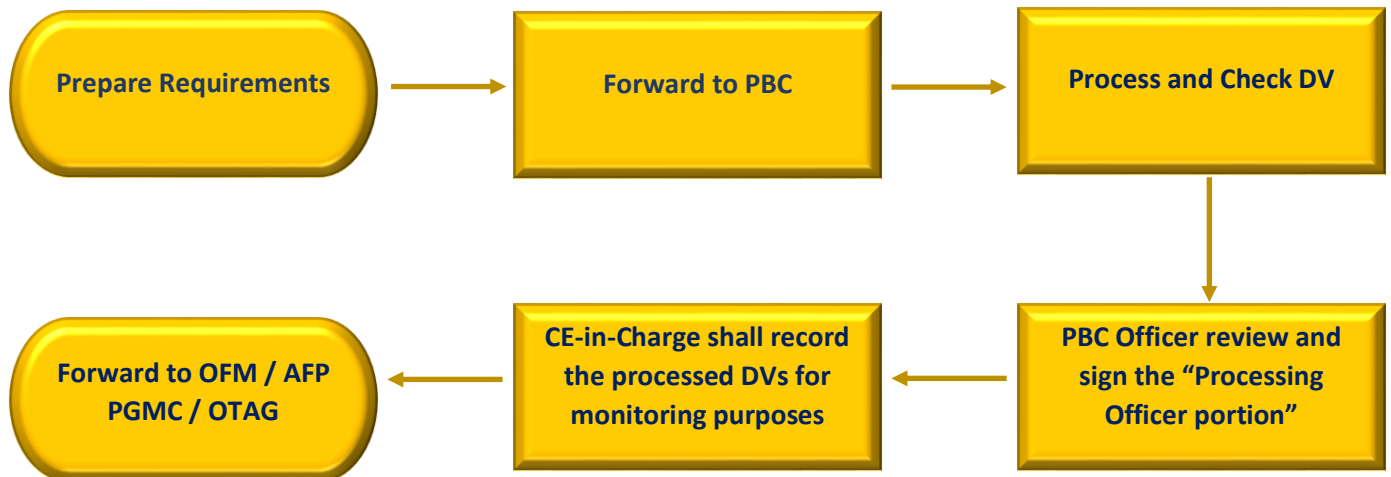 Prepare Requirements
Forward to PBC
Process and Check DV
PBC Officer review and
sign the “Processing
Officer portion”
CE-in-Charge shall record
the processed DVs for
monitoring purposes
Forward to OFM / AFP
PGMC / OTAG